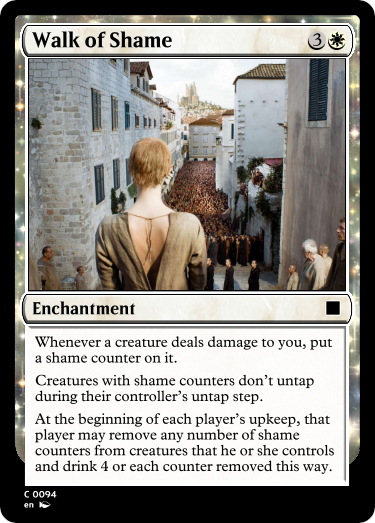 Walk of Shame 3
Enchantment
Whenever a creature deals damage to you, put
a shame counter on it.
Creatures with shame counters don't untap
during their controller's untap step.
At the beginning of each player's upkeep, that
player may remove any number of shame
counters from creatures that he or she controls
and drink 4 or each counter removed this way.
C 0094
en